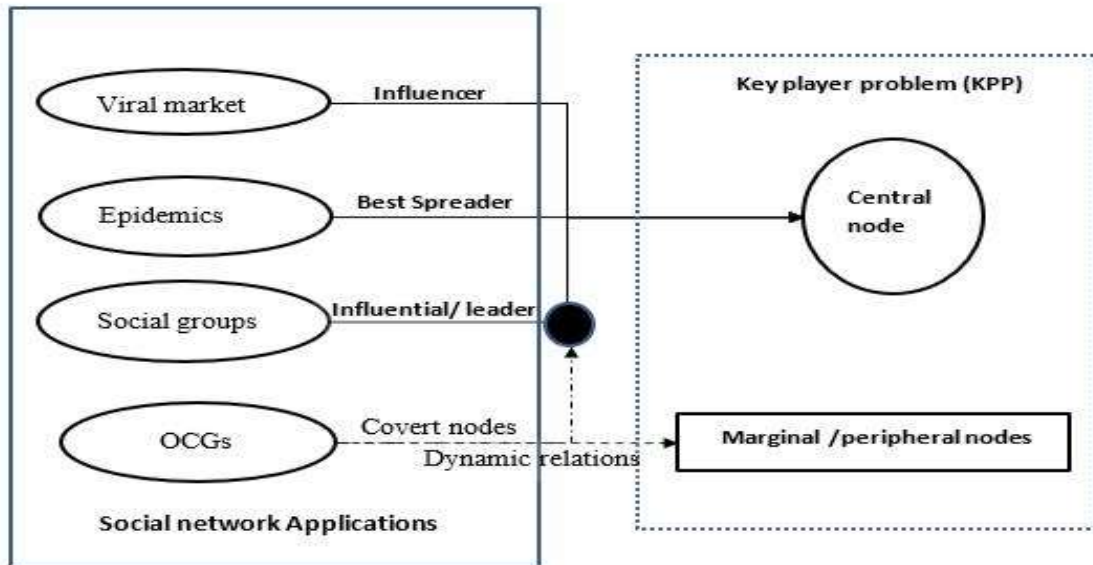 Viral market
Influencer
Epidemics
Best Spreader
Social groups
Influential/ leader
OCGs
Covert nodes
Dynamic relations
Social network Applications
Key player problem (KPP)
Central
node
Marginal /peripheral nodes